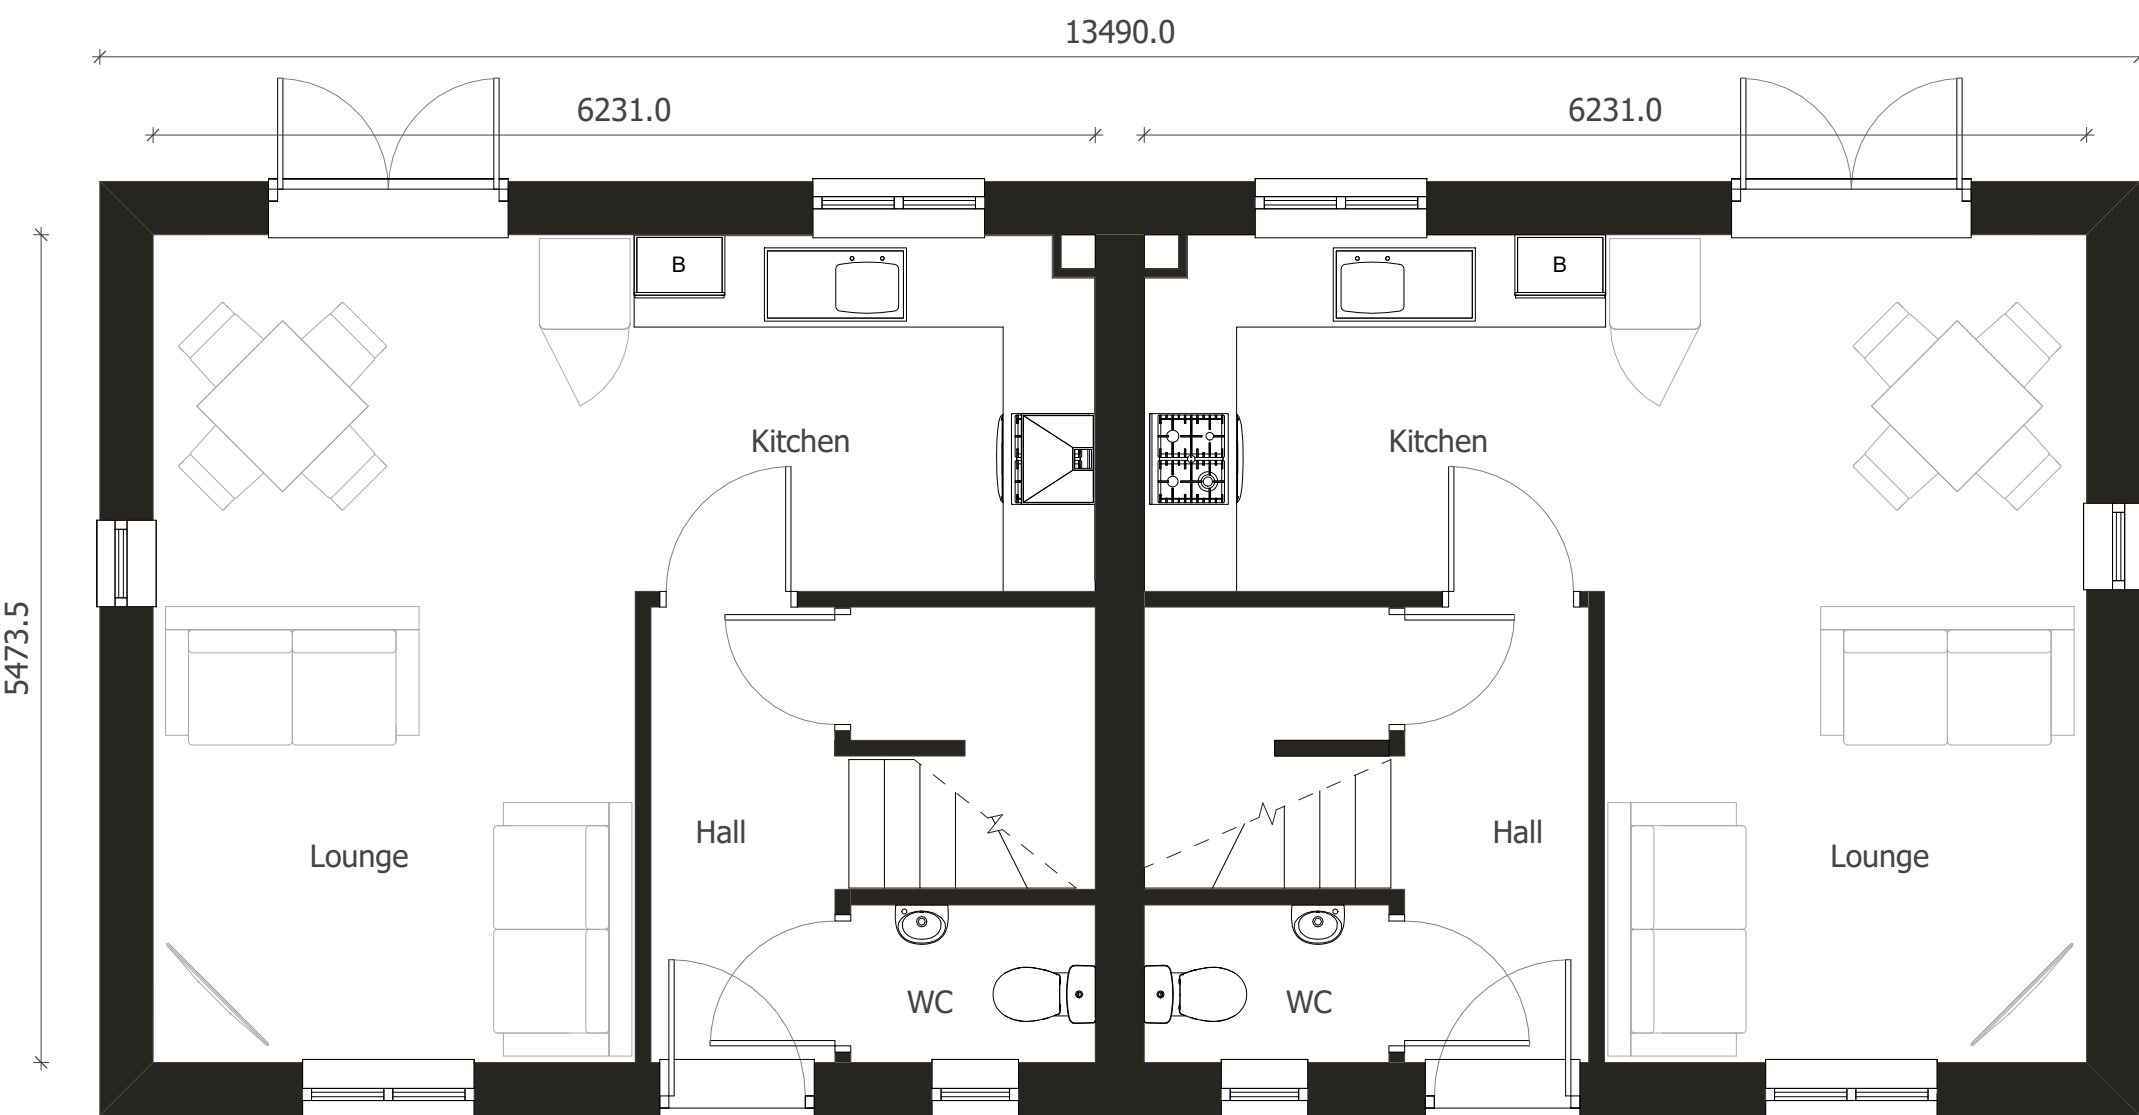 13490.0
6231.0 6231.0
B B
Kitchen Kitchen
5473.5
Hall Hall
Lounge Lounge
WC WC